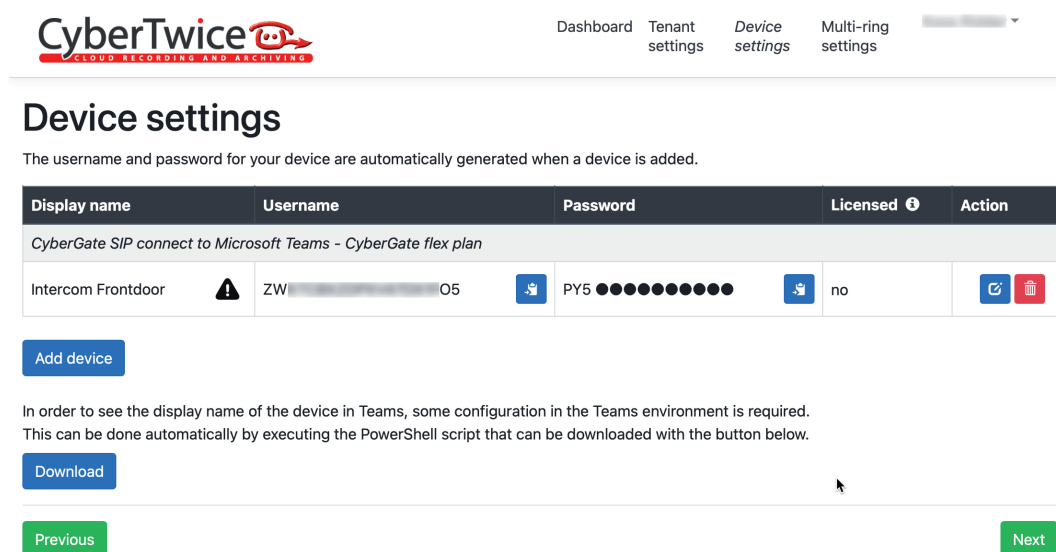 CyberTwice
CLOUD RECORDING AND ARCHIVING
Dashboard
Tenant settings
Device settings
Multi-ring settings
Device settings
The username and password for your device are automatically generated when a device is added.
Display name Username Password Licensed Action
CyberGate SIP connect to Microsoft Teams - CyberGate flex plan
Intercom Frontdoor ZW O5 PY5 ●●●●●●●●●● no
Add device
In order to see the display name of the device in Teams, some configuration in the Teams environment is required.
This can be done automatically by executing the PowerShell script that can be downloaded with the button below.
Download
Previous Next